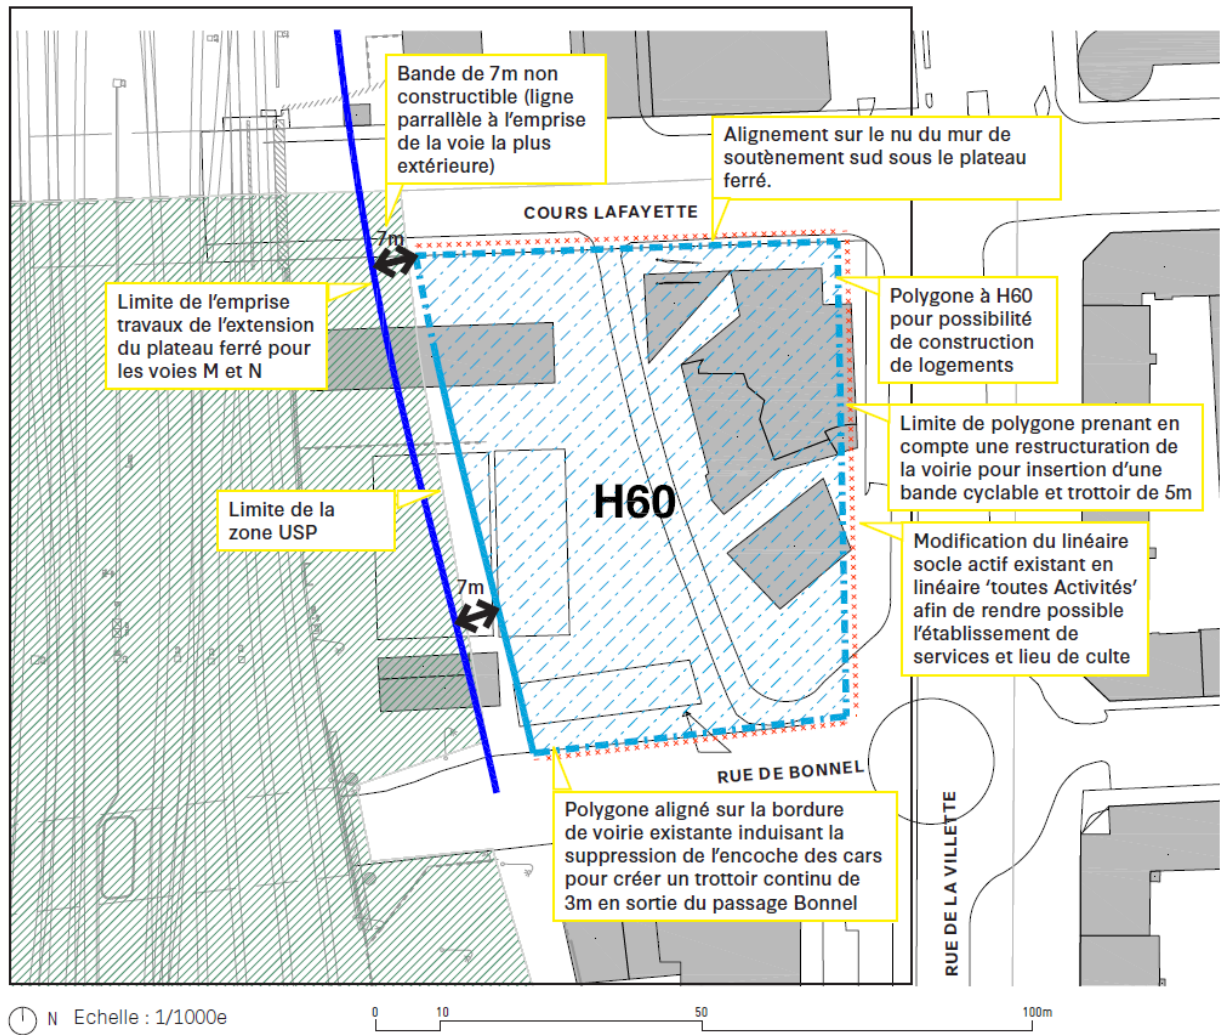 Bande de 7m non
constructible (ligne
parrallèle à l'emprise
de la voie la plus
extérieure)
Alignement sur le nu du mur de
soutènement sud sous le plateau
ferré.
COURS LAFAYETTE
7m
Limite de l'emprise
travaux de l'extension
du plateau ferré pour
les voies M et N
Polygone à H60
pour possibilité
de construction
de logements
Limite de polygone prenant en
compte une restructuration de
la voirie pour insertion d'une
bande cyclable et trottoir de 5m
H60
Limite de la
zone USP
Modification du linéaire
socle actif existant en
linéaire 'toutes Activités'
afin de rendre possible
l'établissement de
services et lieu de culte
7m
RUE DE BONNEL
Polygone aligné sur la bordure
de voirie existante induisant la
suppression de l'encoche des cars
pour créer un trottoir continu de
3m en sortie du passage Bonnel
RUE DE LA VILLETTE
N Echelle : 1/1000e
0 10 50 100m